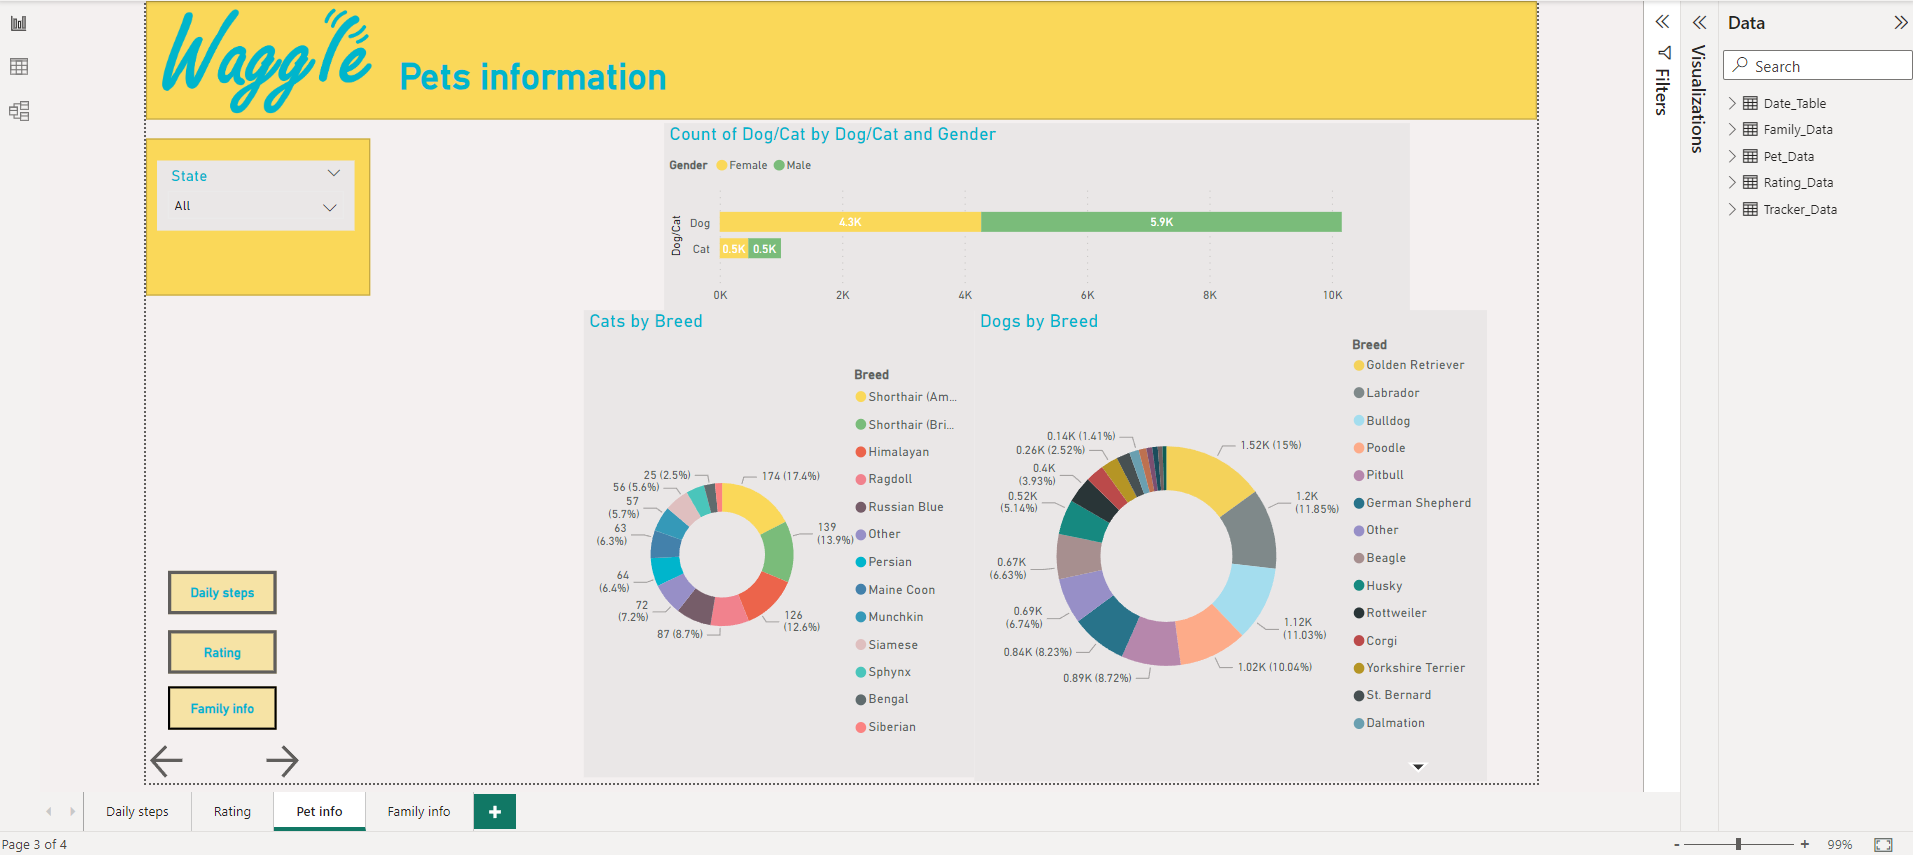 Waggle
Pets information
State
All
Count of Dog/Cat by Dog/Cat and Gender
Gender Female Male
Dog/Cat
Dog 4.3K 5.9K
Cat 0.5K 0.5K
0K 2K 4K 6K 8K 10K
Cats by Breed
174 (17.4%)
139
(13.9%)
126
(12.6%)
87 (8.7%)
72
(7.2%)
64
(6.4%)
63
(6.3%)
57
(5.7%)
56 (5.6%)
25 (2.5%)
Breed
Shorthair (Am...
Shorthair (Bri...
Himalayan
Ragdoll
Russian Blue
Other
Persian
Maine Coon
Munchkin
Siamese
Sphynx
Bengal
Siberian
Dogs by Breed
1.52K (15%)
1.2K
(11.85%)
1.12K
(11.03%)
1.02K (10.04%)
0.89K (8.72%)
0.84K (8.23%)
0.69K
(6.74%)
0.67K
(6.63%)
0.52K
(5.14%)
0.4K
(3.93%)
0.26K (2.52%)
0.14K (1.41%)
Breed
Golden Retriever
Labrador
Bulldog
Poodle
Pitbull
German Shepherd
Other
Beagle
Husky
Rottweiler
Corgi
Yorkshire Terrier
St. Bernard
Dalmation
Daily steps
Rating
Family info
Filters
Visualizations
Data
Search
Date_Table
Family_Data
Pet_Data
Rating_Data
Tracker_Data
Daily steps Rating Pet info Family info +
Page 3 of 4
- + 99%